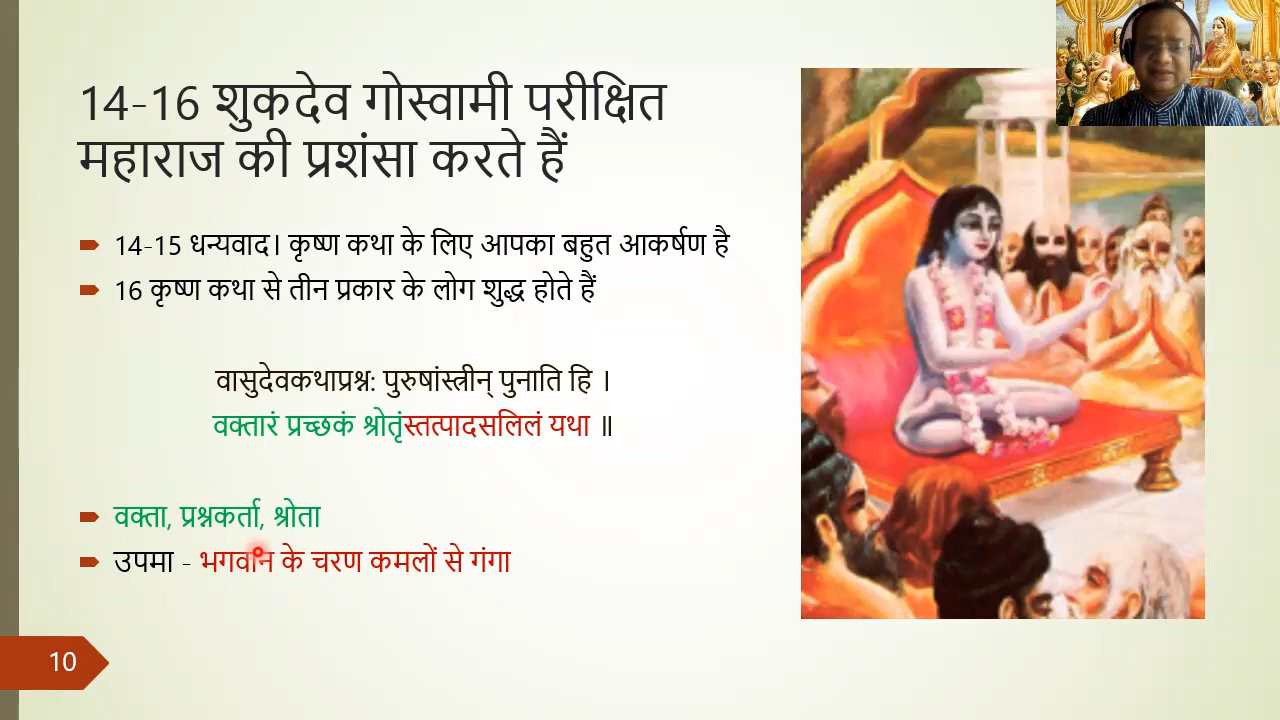 14-16 शुकदेव गोस्वामी परीक्षित
महाराज की प्रशंसा करते हैं
14-15 धन्यवाद। कृष्ण कथा के लिए आपका बहुत आकर्षण है
16 कृष्ण कथा से तीन प्रकार के लोग शुद्ध होते हैं
वासुदेवकथाप्रश्न: पुरुषांस्त्रीन् पुनाति हि ।
वक्तारं प्रच्छकं श्रोतृंस्तत्पादसलिलं यथा ॥
वक्ता, प्रश्नकर्ता, श्रोता
उपमा - भगवान के चरण कमलों से गंगा
10